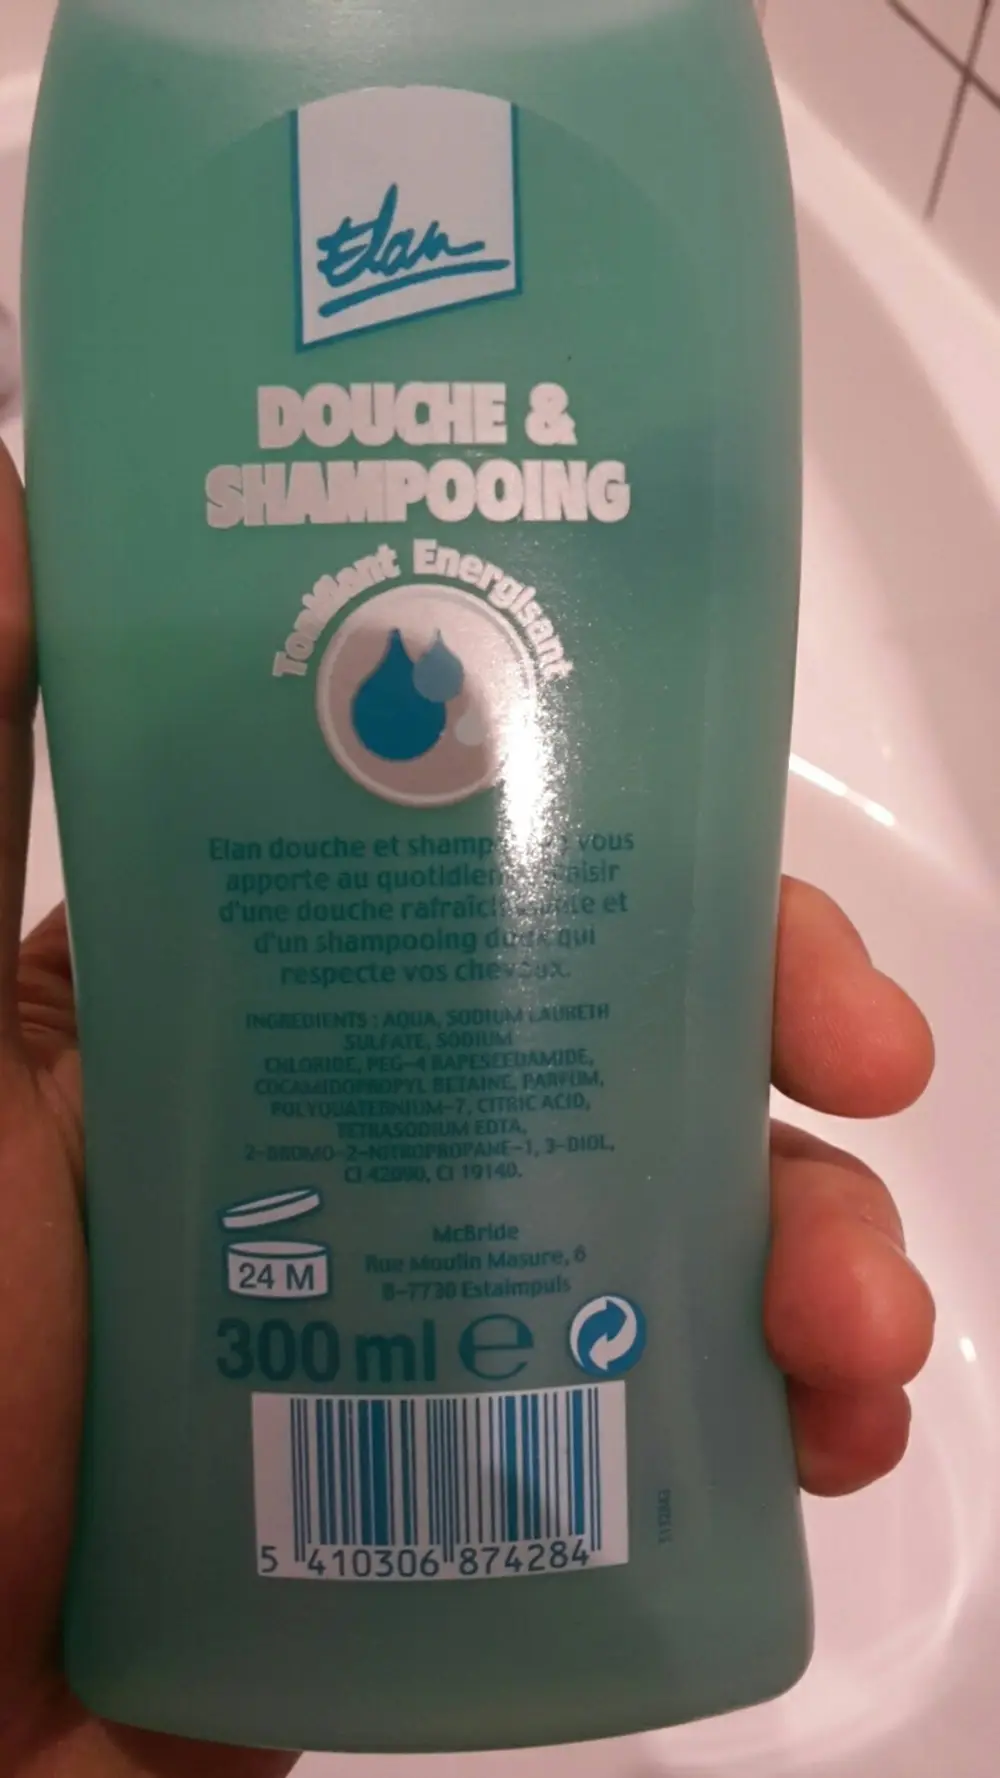 Elan
DOUCHE &
SHAMPOOING
Tonifiant Energisant
Elan douche et vous
apporte au quotidien
d'une douche et
d'un shampooing doux qui
respecte vos cheveux.
INGREDIENTS : AQUA, SODIUM LAURETH
SULFATE, SODIUM
CHLORIDE, PEG-4 RAPESEEDAMIDE,
COCAMIDOPROPYL BETAINE, PARFUM,
POLYQUATERNIUM-7, CITRIC ACID,
TETRASODIUM EDTA,
2-BROMO-2-NITROPROPANE-1, 3-DIOL,
CI 42090, CI 19140.
McBride
Rue Moulin Masure, 6
B-7730 Estaimpuis
24 M
300 ml e
5 410306 874284